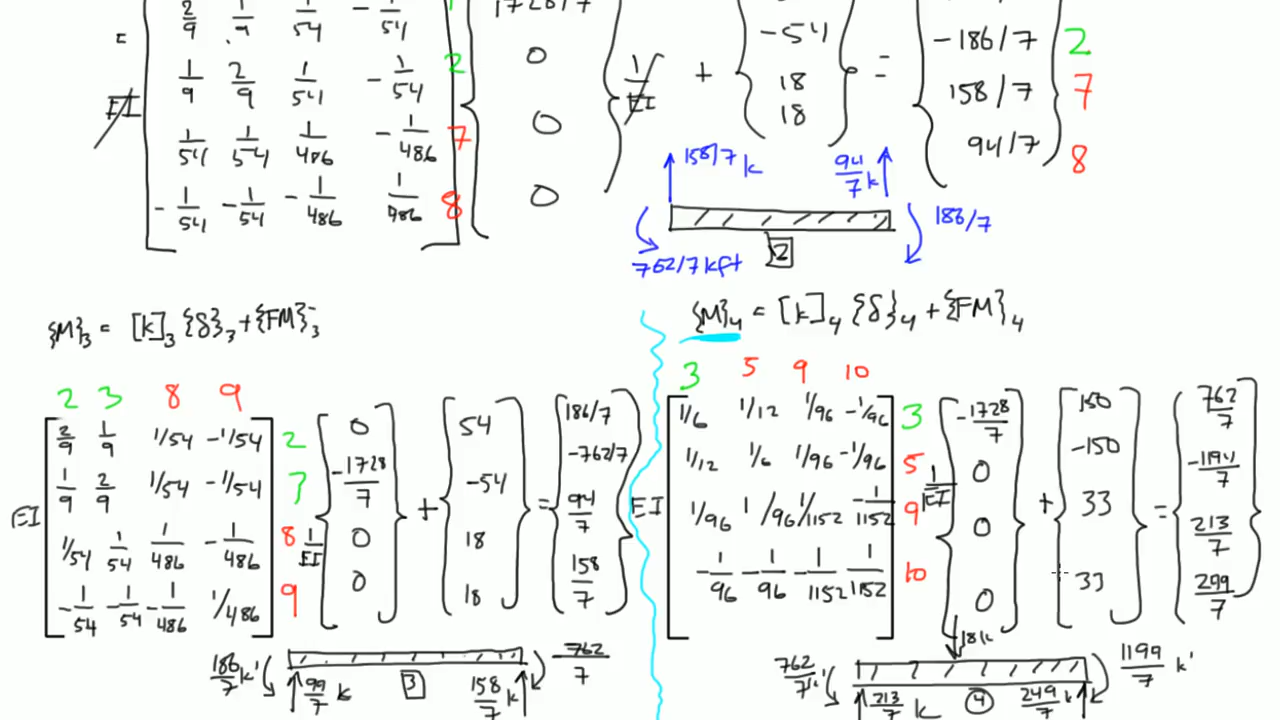 2/9 1/9 1/54 -1/54 1 1728/7
= 1/9 2/9 1/54 -1/54 2 0 -54 -186/7 2
EI 1/54 1/54 1/486 -1/486 7 0 1/EI + 18 = 158/7 7
-1/54 -1/54 -1/486 1/486 8 0 18 94/7 8
158/7 k 94/7 k
186/7
762/7 kft 2
{M}3 = [k]3 {δ}3 + {FM}3
2 3 8 9
2/9 1/9 1/54 -1/54 2 0 54 186/7
1/9 2/9 1/54 -1/54 3 -1728/7 -54 -762/7
EI 1/54 1/54 1/486 -1/486 8 1/EI 0 + 18 = 94/7
-1/54 -1/54 -1/486 1/486 9 0 18 158/7
186/7 k' 3 762/7
99/7 k 158/7 k
{M}4 = [k]4 {δ}4 + {FM}4
3 5 9 10
1/6 1/12 1/96 -1/96 3 -1728/7 150 762/7
1/12 1/6 1/96 -1/96 5 0 -150 -1194/7
EI 1/96 1/96 1/1152 -1/1152 9 1/EI 0 + 33 = 213/7
-1/96 -1/96 -1/1152 1/1152 10 0 33 299/7
18k
762/7 k' 1199/7 k'
213/7 k 4 249/7 k